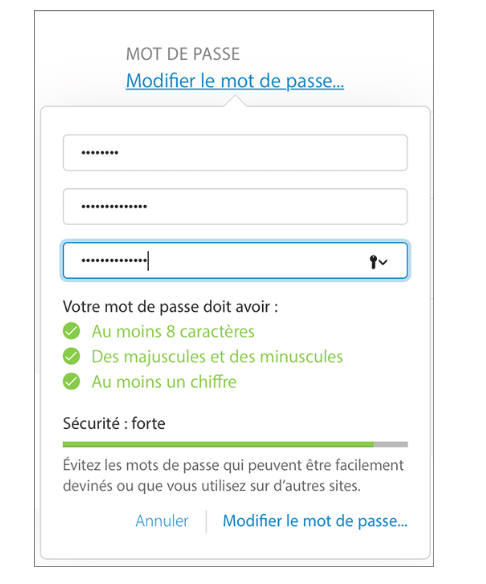 MOT DE PASSE
Modifier le mot de passe...
••••••••
••••••••••••••
••••••••••••••
Votre mot de passe doit avoir :
Au moins 8 caractères
Des majuscules et des minuscules
Au moins un chiffre
Sécurité : forte
Évitez les mots de passe qui peuvent être facilement
devinés ou que vous utilisez sur d’autres sites.
Annuler
Modifier le mot de passe...